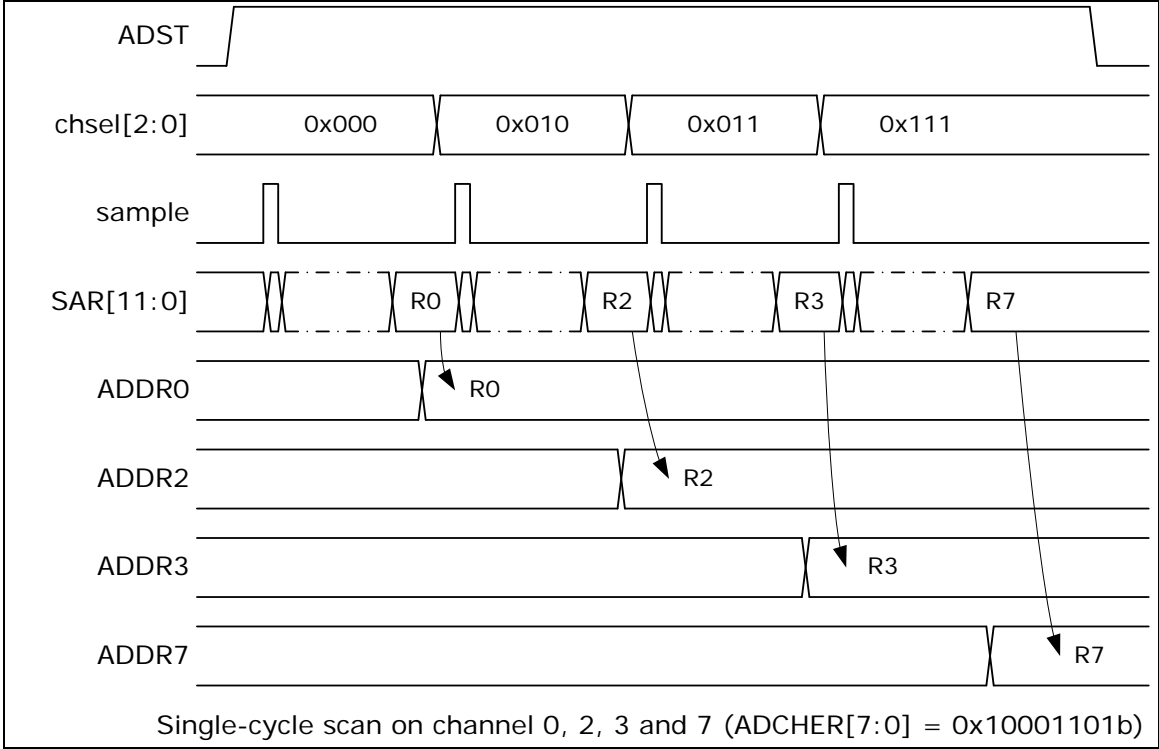 ADST
chsel[2:0] 0x000 0x010 0x011 0x111
sample
SAR[11:0] R0 R2 R3 R7
ADDR0 R0
ADDR2 R2
ADDR3 R3
ADDR7 R7
Single-cycle scan on channel 0, 2, 3 and 7 (ADCHER[7:0] = 0x10001101b)